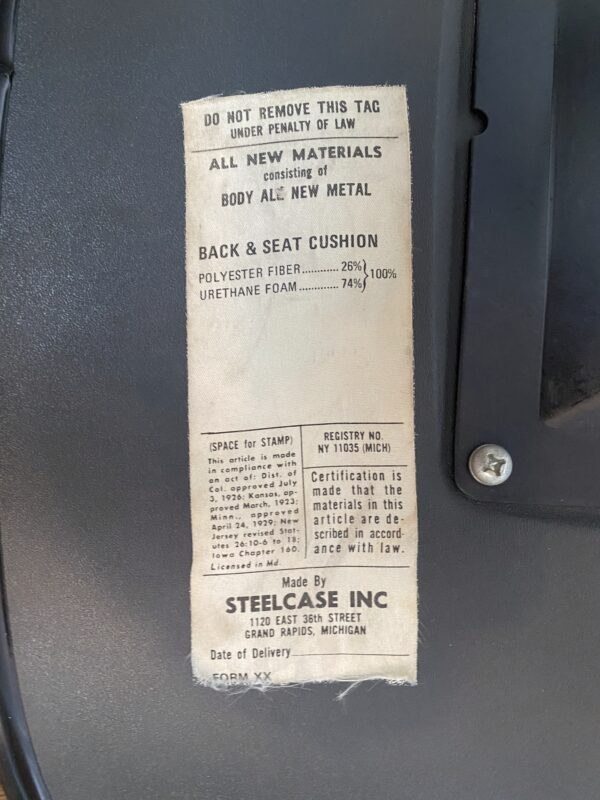 DO NOT REMOVE THIS TAG
UNDER PENALTY OF LAW
ALL NEW MATERIALS
consisting of
BODY ALL NEW METAL
BACK & SEAT CUSHION
POLYESTER FIBER............ 26% } 100%
URETHANE FOAM............. 74%
(SPACE for STAMP)
This article is made
in compliance with
an act of: Dist. of
Col. approved July
3, 1926; Kansas, ap-
proved March, 1923;
Minn., approved
April 24, 1929; New
Jersey revised Stat-
utes 26:10-6 to 18;
Iowa Chapter 160.
Licensed in Md.
REGISTRY NO.
NY 11035 (MICH)
Certification is
made that the
materials in this
article are de-
scribed in accord-
ance with law.
Made By
STEELCASE INC
1120 EAST 36th STREET
GRAND RAPIDS, MICHIGAN
Date of Delivery
FORM XX